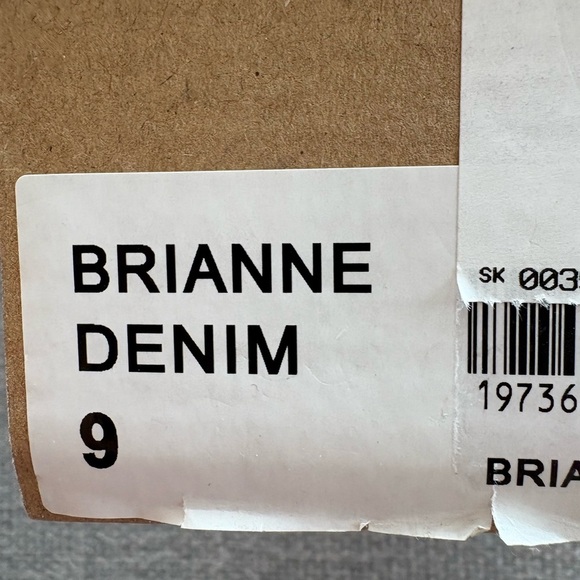 BRIANNE
DENIM
9
SK 003
19736
BRIA